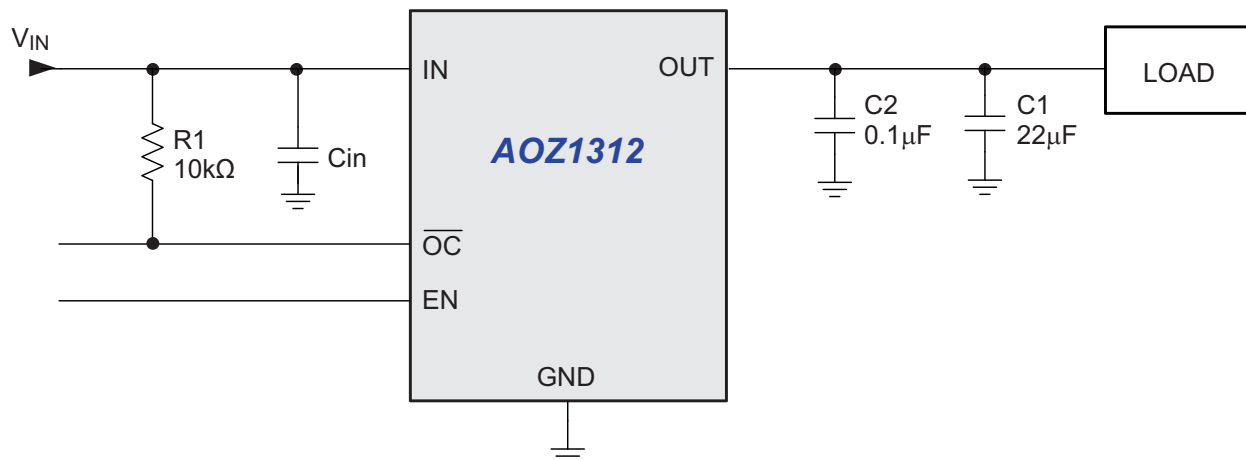 VIN
IN
OUT
LOAD
R1
10kΩ
Cin
AOZ1312
C2
0.1μF
C1
22μF
OC
EN
GND